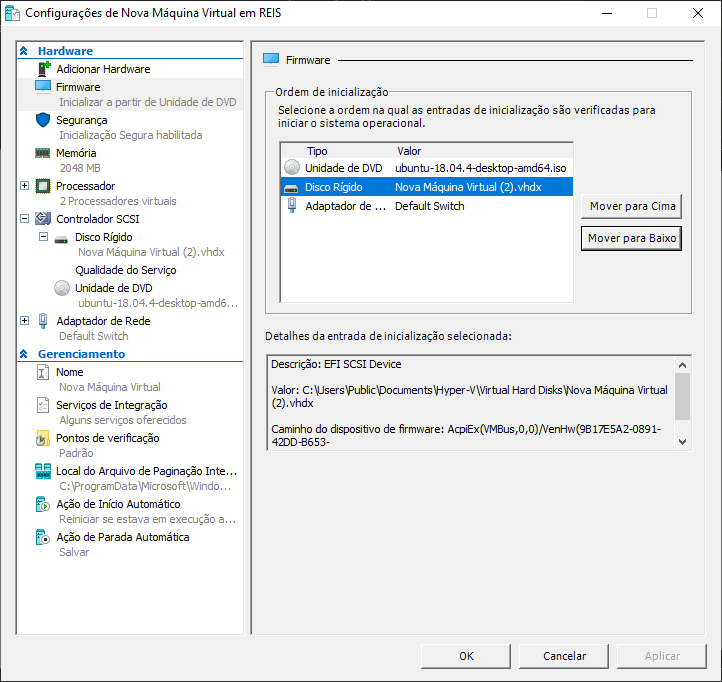 Configurações de Nova Máquina Virtual em REIS
Hardware
Adicionar Hardware
Firmware
Inicializar a partir de Unidade de DVD
Segurança
Inicialização Segura habilitada
Memória
2048 MB
Processador
2 Processadores virtuais
Controlador SCSI
Disco Rígido
Nova Máquina Virtual (2).vhdx
Qualidade do Serviço
Unidade de DVD
ubuntu-18.04.4-desktop-amd6...
Adaptador de Rede
Default Switch
Gerenciamento
Nome
Nova Máquina Virtual
Serviços de Integração
Alguns serviços oferecidos
Pontos de verificação
Padrão
Local do Arquivo de Paginação Inte...
C:\ProgramData\Microsoft\Windo...
Ação de Início Automático
Reiniciar se estava em execução a...
Ação de Parada Automática
Salvar
Firmware
Ordem de inicialização
Selecione a ordem na qual as entradas de inicialização são verificadas para
iniciar o sistema operacional.
Tipo Valor
Unidade de DVD ubuntu-18.04.4-desktop-amd64.iso
Disco Rígido Nova Máquina Virtual (2).vhdx
Adaptador de ... Default Switch
Mover para Cima
Mover para Baixo
Detalhes da entrada de inicialização selecionada:
Descrição: EFI SCSI Device
Valor: C:\Users\Public\Documents\Hyper-V\Virtual Hard Disks\Nova Máquina Virtual
(2).vhdx
Caminho do dispositivo de firmware: AcpiEx(VMBus,0,0)/VenHw(9B17E5A2-0891-
42DD-B653-
OK Cancelar Aplicar